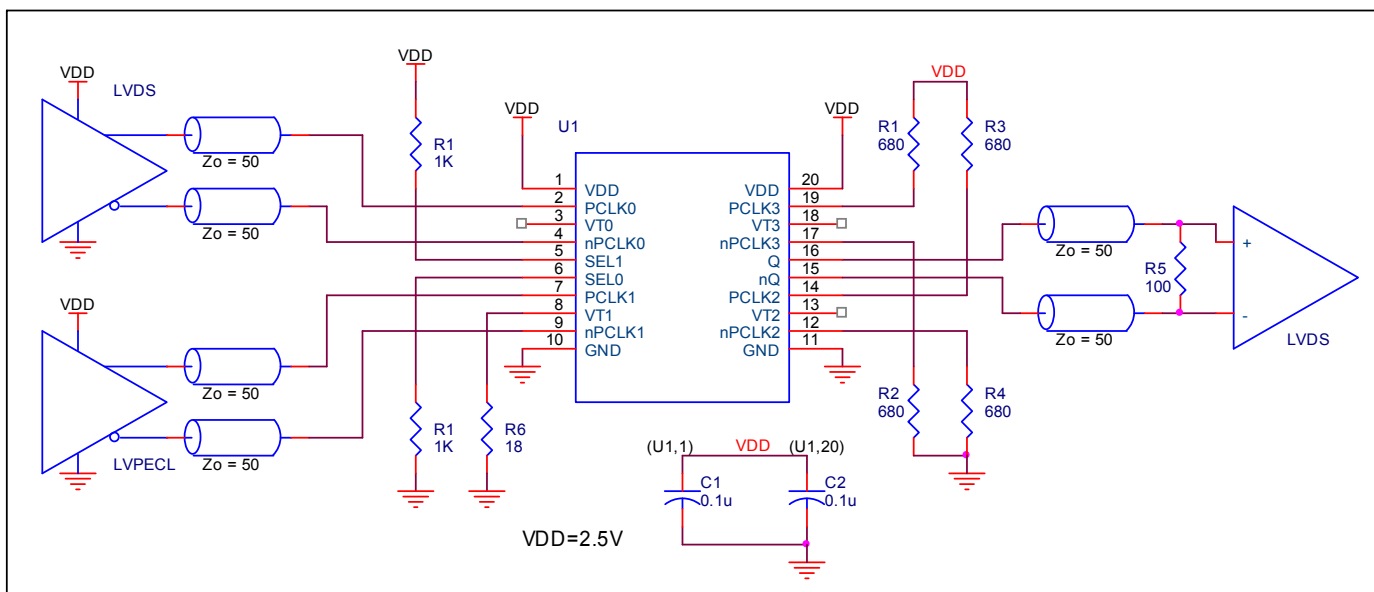 VDD
LVDS
Zo = 50
Zo = 50
VDD
R1
1K
VDD
U1
1
2
3
4
5
6
7
8
9
10
VDD
PCLK0
VT0
nPCLK0
SEL1
SEL0
PCLK1
VT1
nPCLK1
GND
VDD
PCLK3
VT3
nPCLK3
Q
nQ
PCLK2
VT2
nPCLK2
GND
20
19
18
17
16
15
14
13
12
11
VDD
VDD
R1
680
R3
680
Zo = 50
Zo = 50
R5
100
+
-
LVDS
VDD
Zo = 50
Zo = 50
LVPECL
R1
1K
R6
18
R2
680
R4
680
(U1,1)
VDD
(U1,20)
C1
0.1u
C2
0.1u
VDD=2.5V